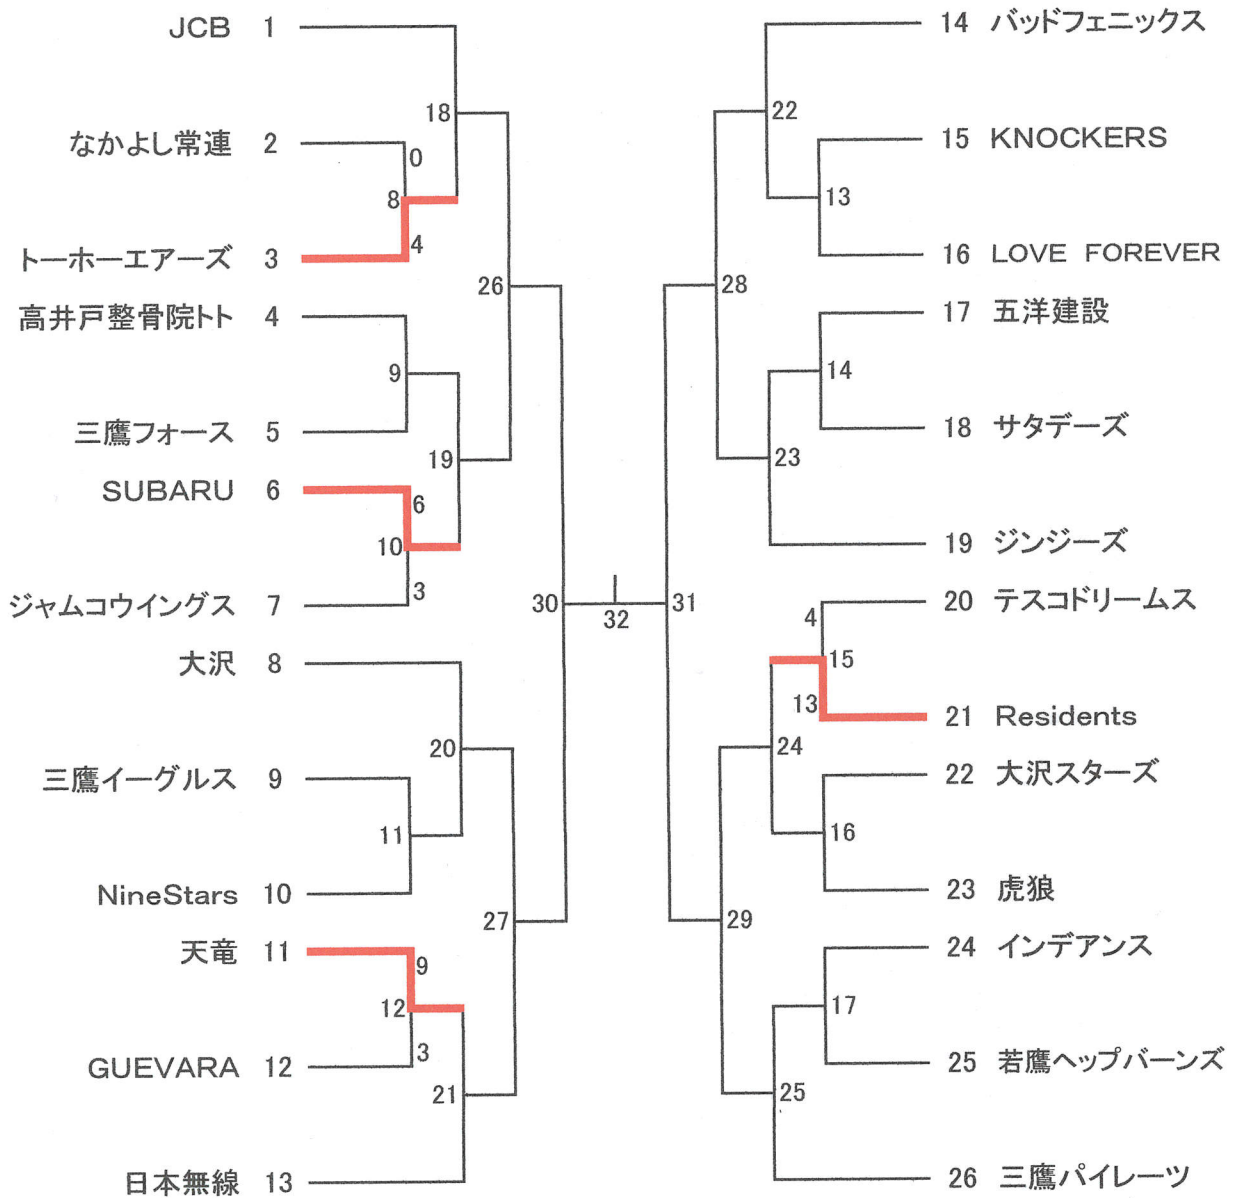 JCB 1
なかよし常連 2
0
8
4
トーホーエアーズ 3
18
高井戸整骨院トト 4
9
三鷹フォース 5
26
19
SUBARU 6
6
10
3
ジャムコウイングス 7
30
32
31
大沢 8
20
三鷹イーグルス 9
11
NineStars 10
27
天竜 11
9
12
3
GUEVARA 12
21
日本無線 13
14 バッドフェニックス
22
15 KNOCKERS
13
16 LOVE FOREVER
28
17 五洋建設
14
18 サタデーズ
23
19 ジンジーズ
20 テスコドリームス
4
15
13
21 Residents
24
22 大沢スターズ
16
23 虎狼
29
24 インデアンス
17
25 若鷹ヘップバーンズ
25
26 三鷹パイレーツ